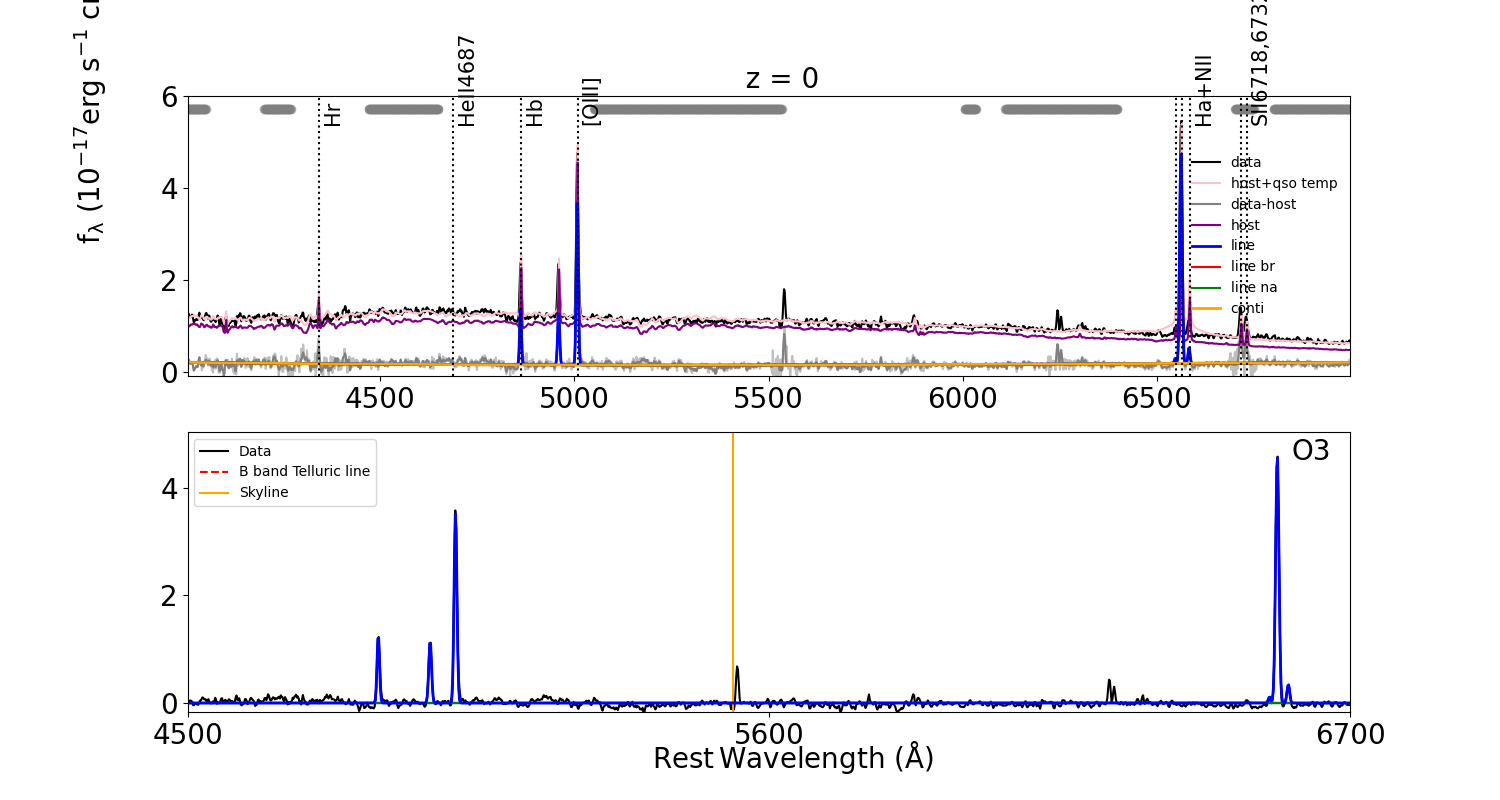 z = 0
f_λ (10^−17 erg s^−1
Hr
HeII4687
Hb
[OIII]
Ha+NII
6
4
2
0
data
host+qso temp
data-host
host
line
line br
line na
conti
4500
5000
5500
6000
6500
Data
B band Telluric line
Skyline
O3
4
2
0
4500
5600
6700
Rest Wavelength (Å)